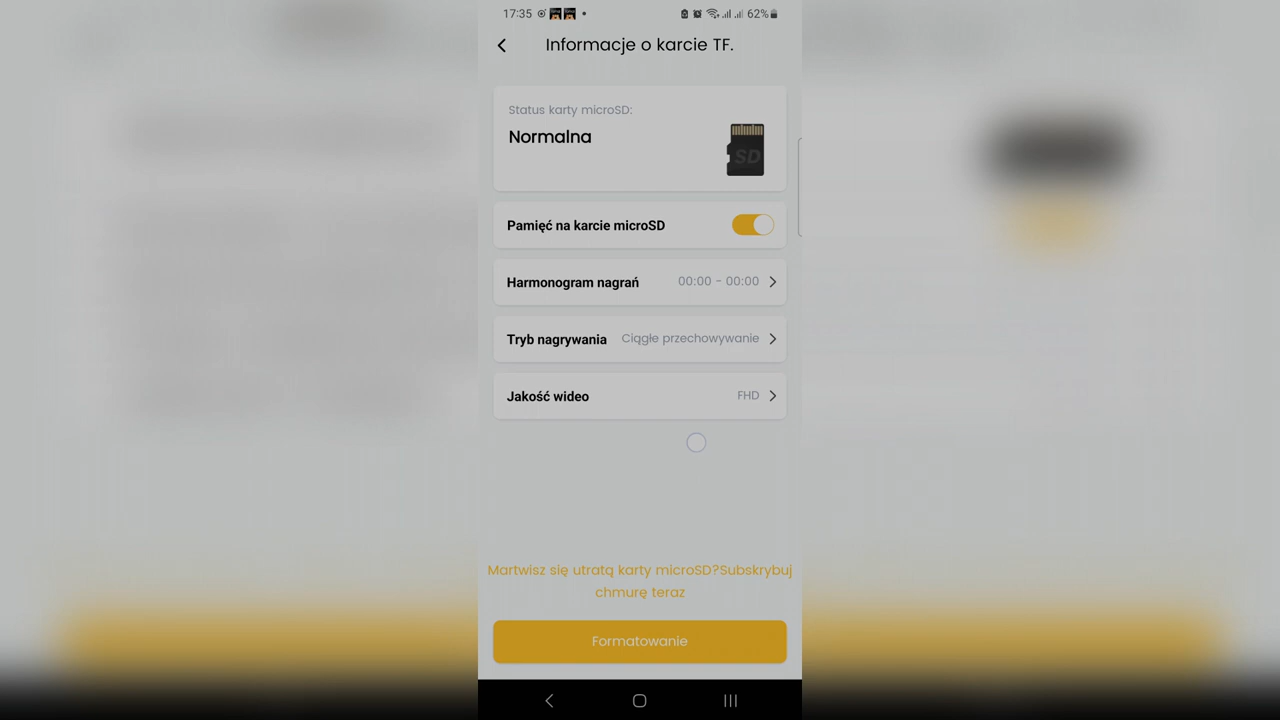 17:35
62%
Informacje o karcie TF.
Status karty microSD:
Normalna
SD
Pamięć na karcie microSD
Harmonogram nagrań 00:00 - 00:00
Tryb nagrywania Ciągłe przechowywanie
Jakość wideo FHD
Martwisz się utratą karty microSD?Subskrybuj
chmurę teraz
Formatowanie